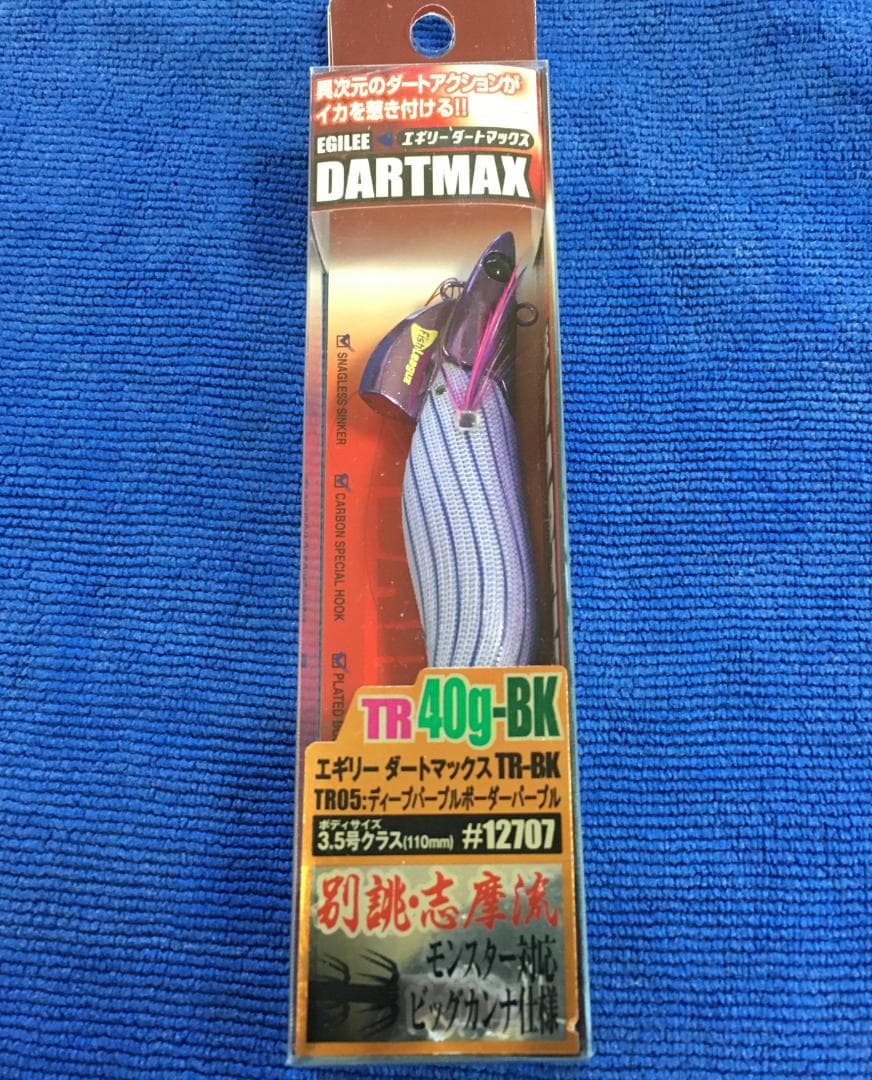 異次元のダートアクションが
イカを惹き付ける!!
EGILEE エギリーダートマックス
DARTMAX
Fish League
SNAGLESS SINKER
CARBON SPECIAL HOOK
PLATED
TR 40g-BK
エギリー ダートマックス TR-BK
TR05:ディープパープルボーダーパープル
ボディサイズ
3.5号クラス(110mm) #12707
別誂・志摩流
モンスター対応
ビッグカンナ仕様